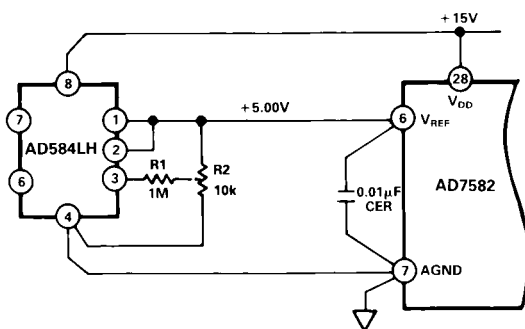 +15V
8
28
V_DD
7
1
+5.00V
6
V_REF
AD584LH
2
R1
R2
AD7582
6
3
1M
10k
0.01µF
CER
4
7
AGND